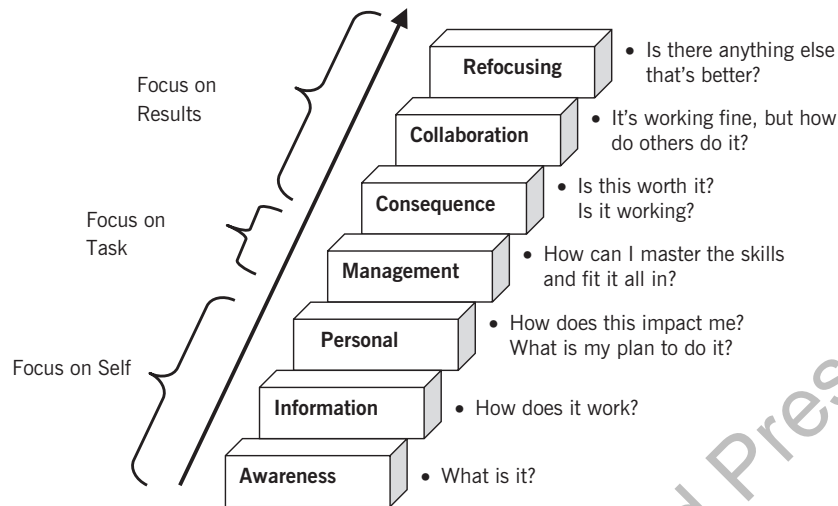 Refocusing
• Is there anything else
that's better?
Focus on
Results
Collaboration
• It's working fine, but how
do others do it?
Consequence
• Is this worth it?
Is it working?
Focus on
Task
Management
• How can I master the skills
and fit it all in?
Personal
• How does this impact me?
What is my plan to do it?
Focus on Self
Information
• How does it work?
Awareness
• What is it?